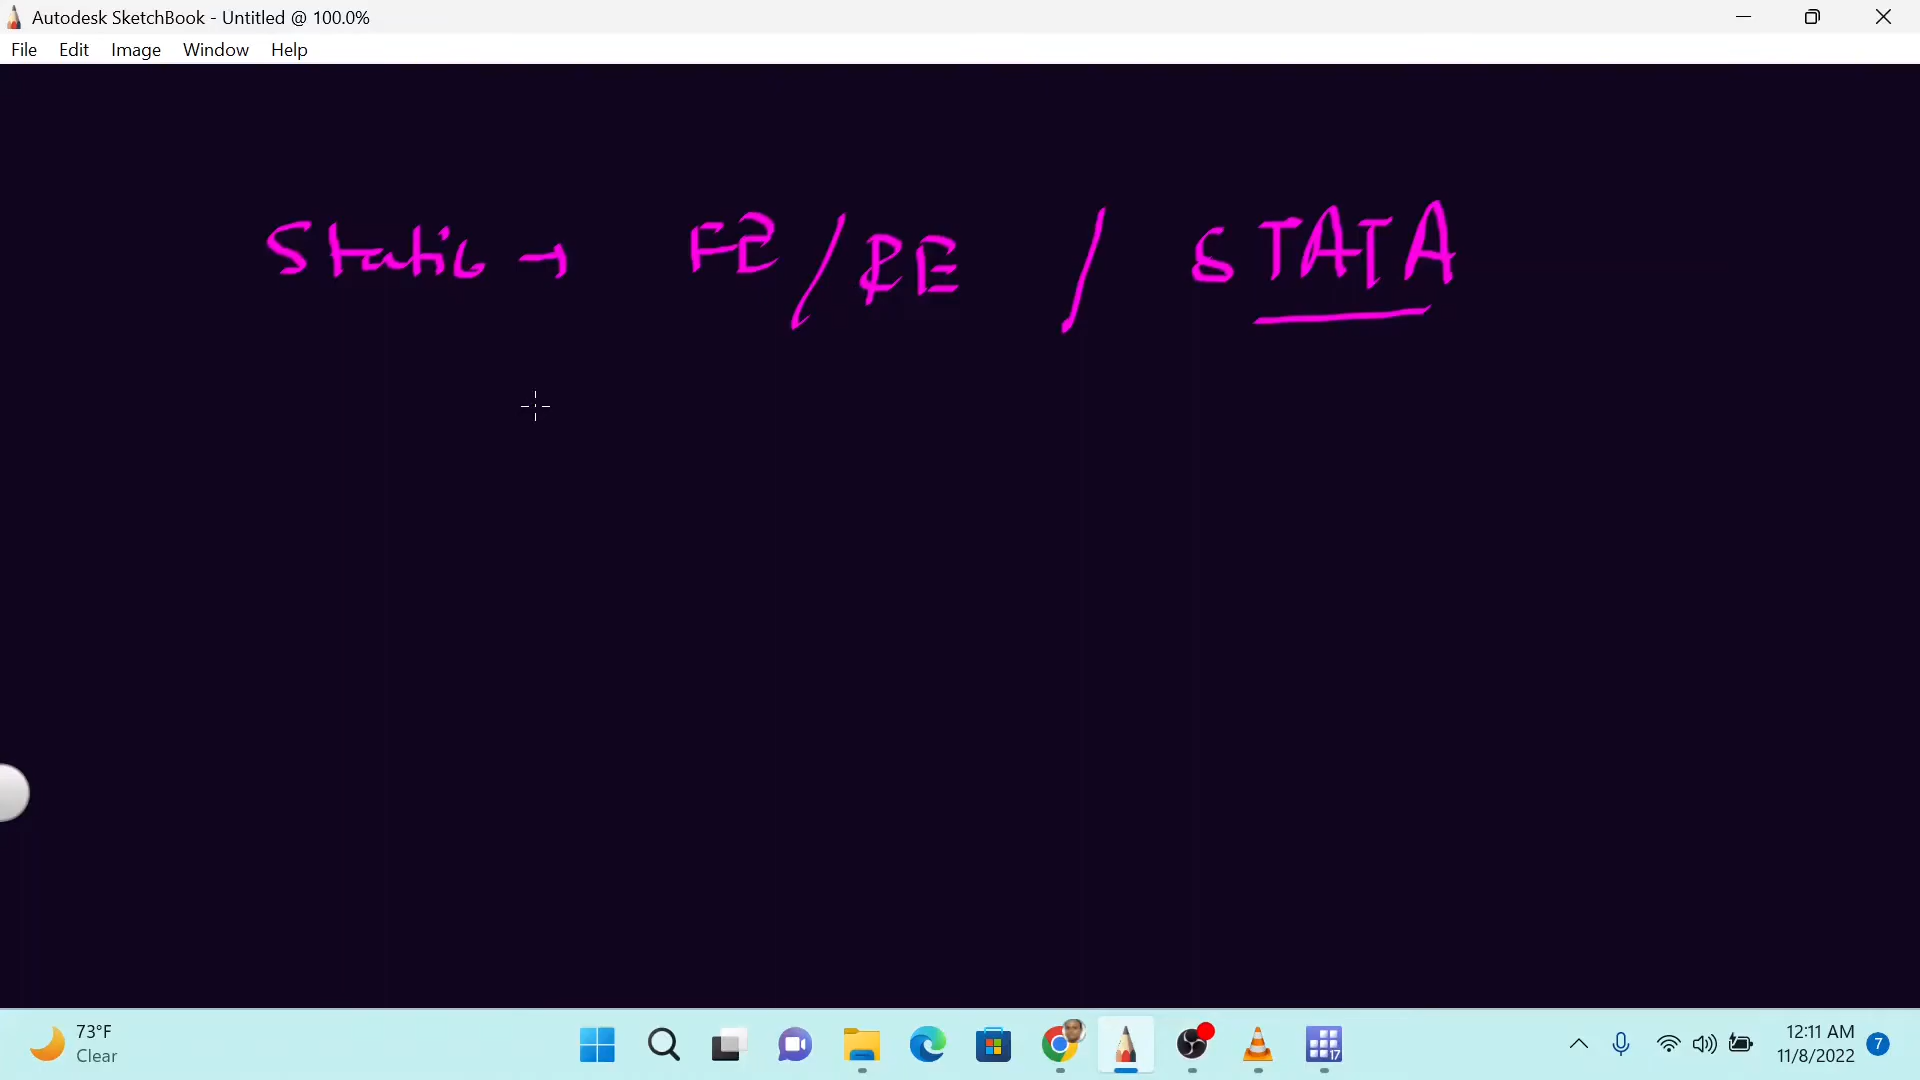 Autodesk SketchBook - Untitled @ 100.0%
File Edit Image Window Help
Static → FE / RE / STATA
73°F
Clear
17
12:11 AM
11/8/2022
7